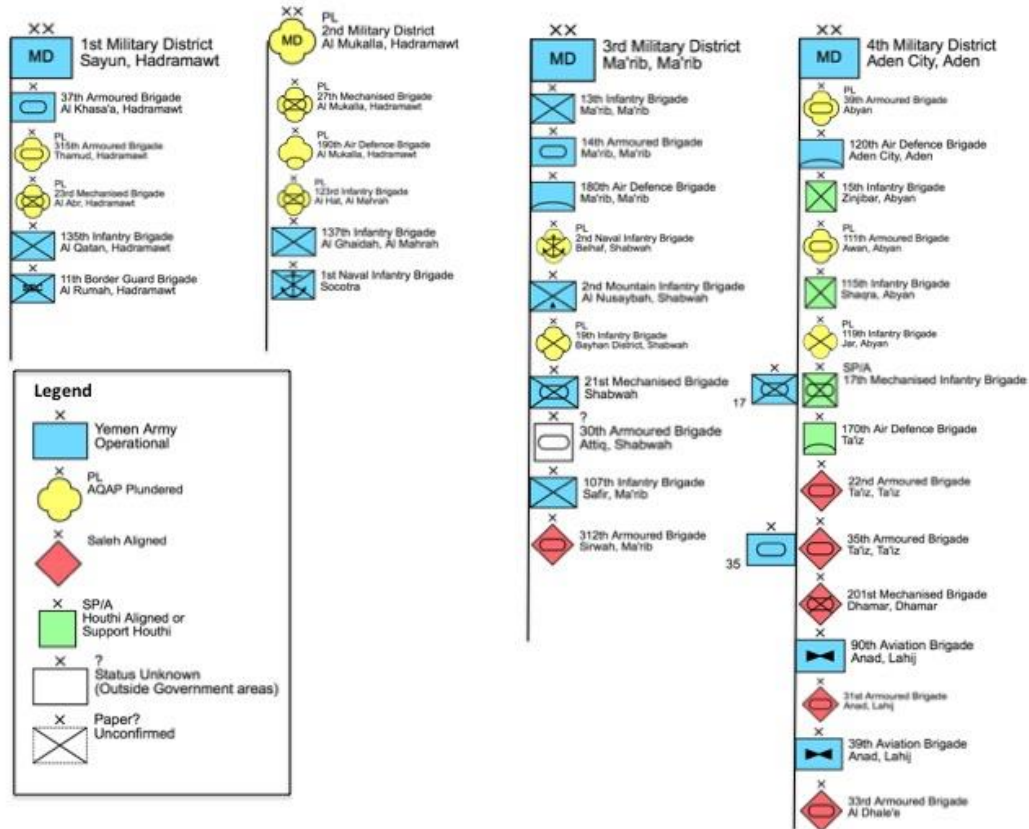 XX
1st Military District
Sayun, Hadramawt
MD
X
37th Armoured Brigade
Al Khasa'a, Hadramawt
X
PL
315th Armoured Brigade
Thamud, Hadramawt
X
PL
23rd Mechanised Brigade
Al Abr, Hadramawt
X
135th Infantry Brigade
Al Qatan, Hadramawt
X
11th Border Guard Brigade
Al Rumah, Hadramawt
XX
PL
2nd Military District
Al Mukalla, Hadramawt
MD
X
PL
27th Mechanised Brigade
Al Mukalla, Hadramawt
X
PL
190th Air Defence Brigade
Al Mukalla, Hadramawt
X
PL
123rd Infantry Brigade
Al Hat, Al Mahrah
X
137th Infantry Brigade
Al Ghaidah, Al Mahrah
X
1st Naval Infantry Brigade
Socotra
XX
3rd Military District
Ma'rib, Ma'rib
MD
X
13th Infantry Brigade
Ma'rib, Ma'rib
X
14th Armoured Brigade
Ma'rib, Ma'rib
X
180th Air Defence Brigade
Ma'rib, Ma'rib
X
PL
2nd Naval Infantry Brigade
Belhaf, Shabwah
X
2nd Mountain Infantry Brigade
Al Nusaybah, Shabwah
X
PL
19th Infantry Brigade
Bayhan District, Shabwah
X
21st Mechanised Brigade
Shabwah
X
?
30th Armoured Brigade
Attiq, Shabwah
X
107th Infantry Brigade
Safir, Ma'rib
X
312th Armoured Brigade
Sirwah, Ma'rib
XX
4th Military District
Aden City, Aden
MD
X
PL
39th Armoured Brigade
Abyan
X
120th Air Defence Brigade
Aden City, Aden
X
15th Infantry Brigade
Zinjibar, Abyan
X
PL
111th Armoured Brigade
Awan, Abyan
X
115th Infantry Brigade
Shaqra, Abyan
X
PL
119th Infantry Brigade
Jar, Abyan
X
SP/A
17th Mechanised Infantry Brigade
X
17
X
170th Air Defence Brigade
Ta'iz
X
22nd Armoured Brigade
Ta'iz, Ta'iz
X
35th Armoured Brigade
Ta'iz, Ta'iz
X
35
X
201st Mechanised Brigade
Dhamar, Dhamar
X
90th Aviation Brigade
Anad, Lahij
X
31st Armoured Brigade
Anad, Lahij
X
39th Aviation Brigade
Anad, Lahij
X
33rd Armoured Brigade
Al Dhale'e
Legend
X
Yemen Army
Operational
X
PL
AQAP Plundered
X
Saleh Aligned
X
SP/A
Houthi Aligned or
Support Houthi
X
?
Status Unknown
(Outside Government areas)
X
Paper?
Unconfirmed